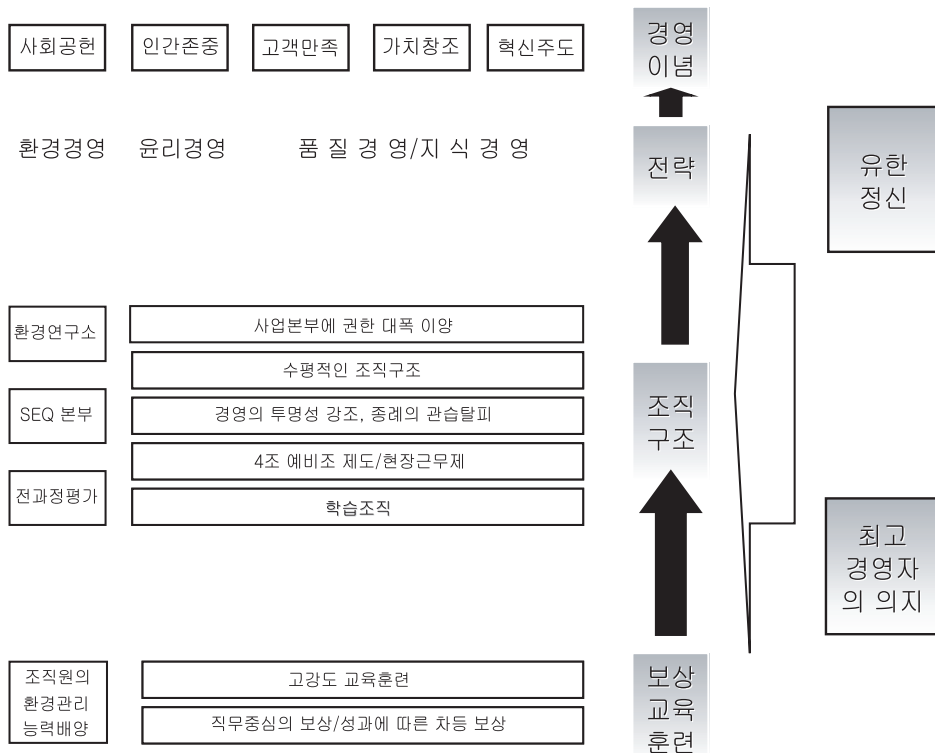 사회공헌
인간존중
고객만족
가치창조
혁신주도
경영
이념
환경경영
윤리경영
품 질 경 영/지 식 경 영
전략
유한
정신
환경연구소
사업본부에 권한 대폭 이양
수평적인 조직구조
SEQ 본부
경영의 투명성 강조, 종례의 관습탈피
4조 예비조 제도/현장근무제
전과정평가
학습조직
조직
구조
최고
경영자
의 의지
조직원의
환경관리
능력배양
고강도 교육훈련
직무중심의 보상/성과에 따른 차등 보상
보상
교육
훈련